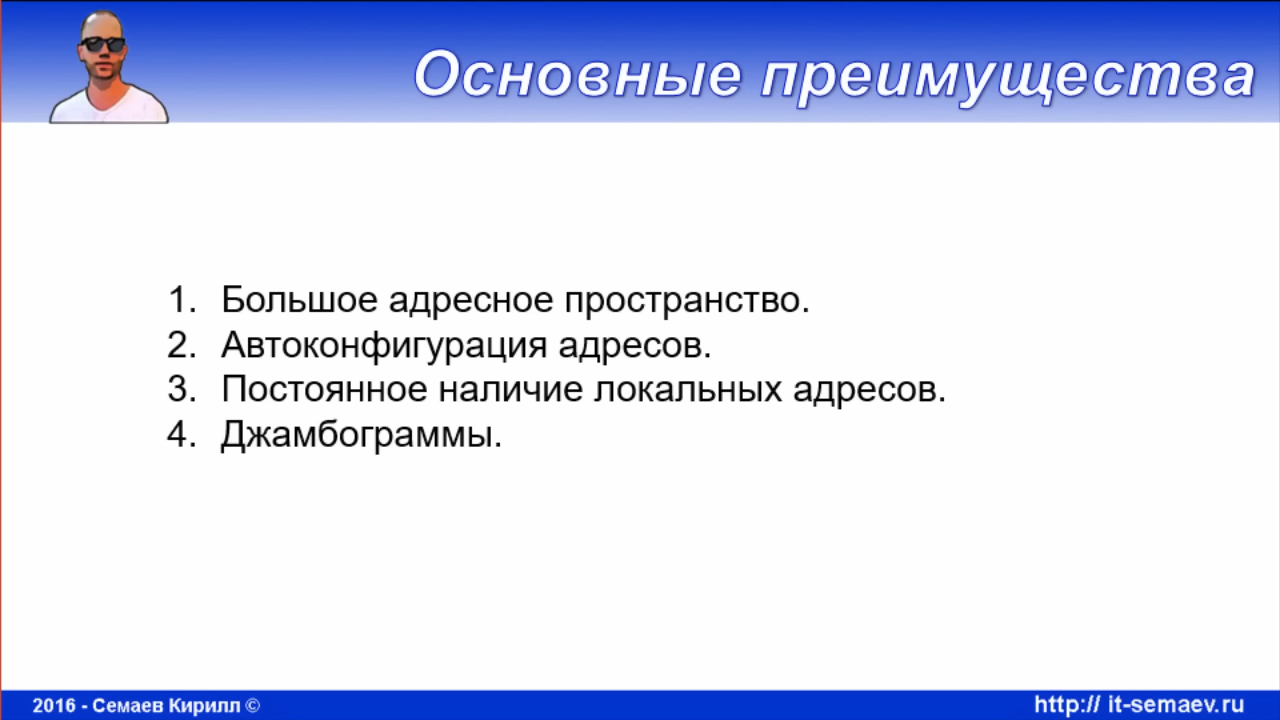 Основные преимущества
1. Большое адресное пространство.
2. Автоконфигурация адресов.
3. Постоянное наличие локальных адресов.
4. Джамбограммы.
2016 - Семаев Кирилл ©
http:// it-semaev.ru